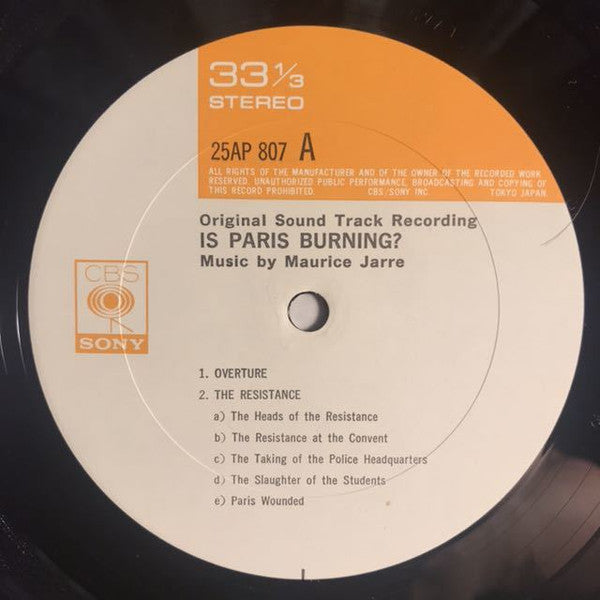 33 1/3
STEREO
25AP 807 A
ALL RIGHTS OF THE MANUFACTURER AND OF THE OWNER OF THE RECORDED WORK
RESERVED. UNAUTHORIZED PUBLIC PERFORMANCE, BROADCASTING AND COPYING OF
THIS RECORD PROHIBITED. CBS/SONY INC. TOKYO JAPAN.
Original Sound Track Recording
IS PARIS BURNING?
Music by Maurice Jarre
CBS
SONY
1. OVERTURE
2. THE RESISTANCE
a) The Heads of the Resistance
b) The Resistance at the Convent
c) The Taking of the Police Headquarters
d) The Slaughter of the Students
e) Paris Wounded